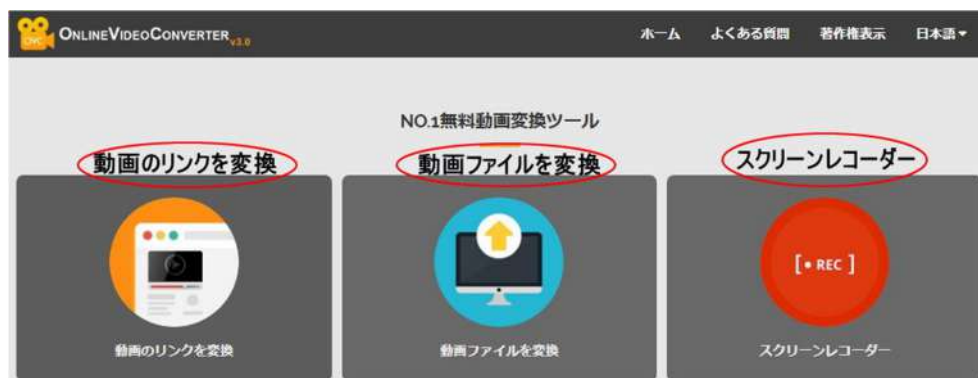 OVC ONLINEVIDEOCONVERTER v3.0
ホーム よくある質問 著作権表示 日本語
NO.1無料動画変換ツール
動画のリンクを変換 動画ファイルを変換 スクリーンレコーダー
[• REC ]
動画のリンクを変換 動画ファイルを変換 スクリーンレコーダー